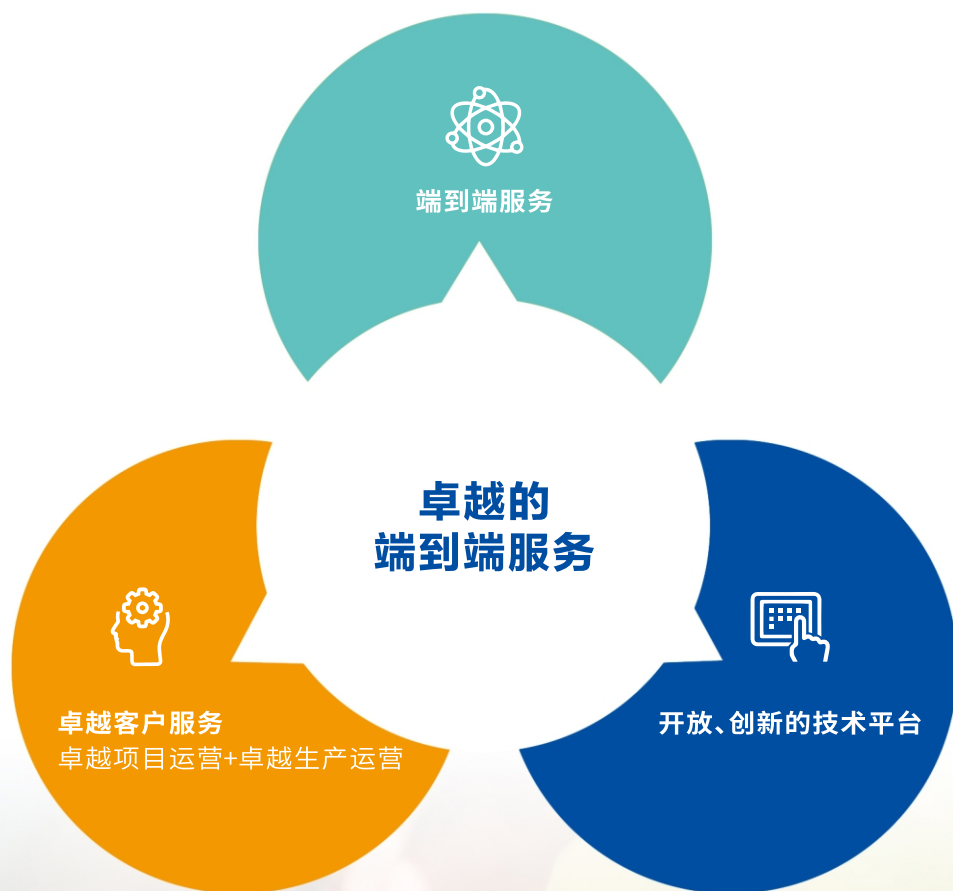 端到端服务
卓越的
端到端服务
卓越客户服务
卓越项目运营+卓越生产运营
开放、创新的技术平台